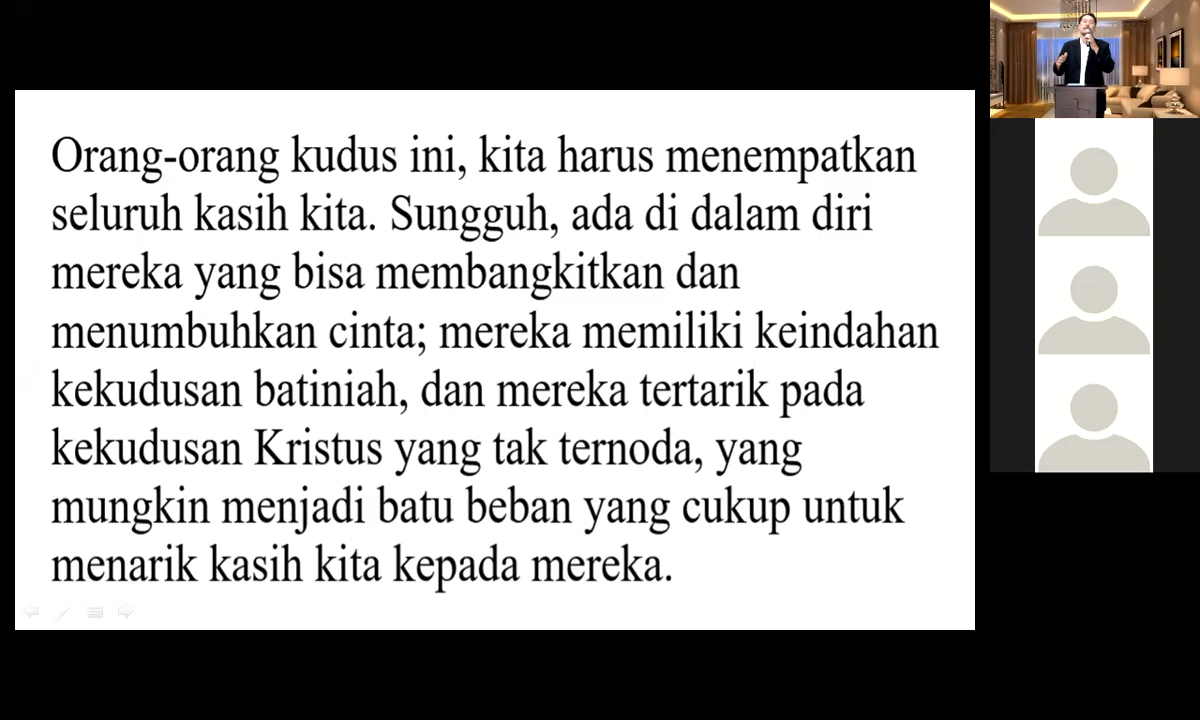 Orang-orang kudus ini, kita harus menempatkan
seluruh kasih kita. Sungguh, ada di dalam diri
mereka yang bisa membangkitkan dan
menumbuhkan cinta; mereka memiliki keindahan
kekudusan batiniah, dan mereka tertarik pada
kekudusan Kristus yang tak ternoda, yang
mungkin menjadi batu beban yang cukup untuk
menarik kasih kita kepada mereka.